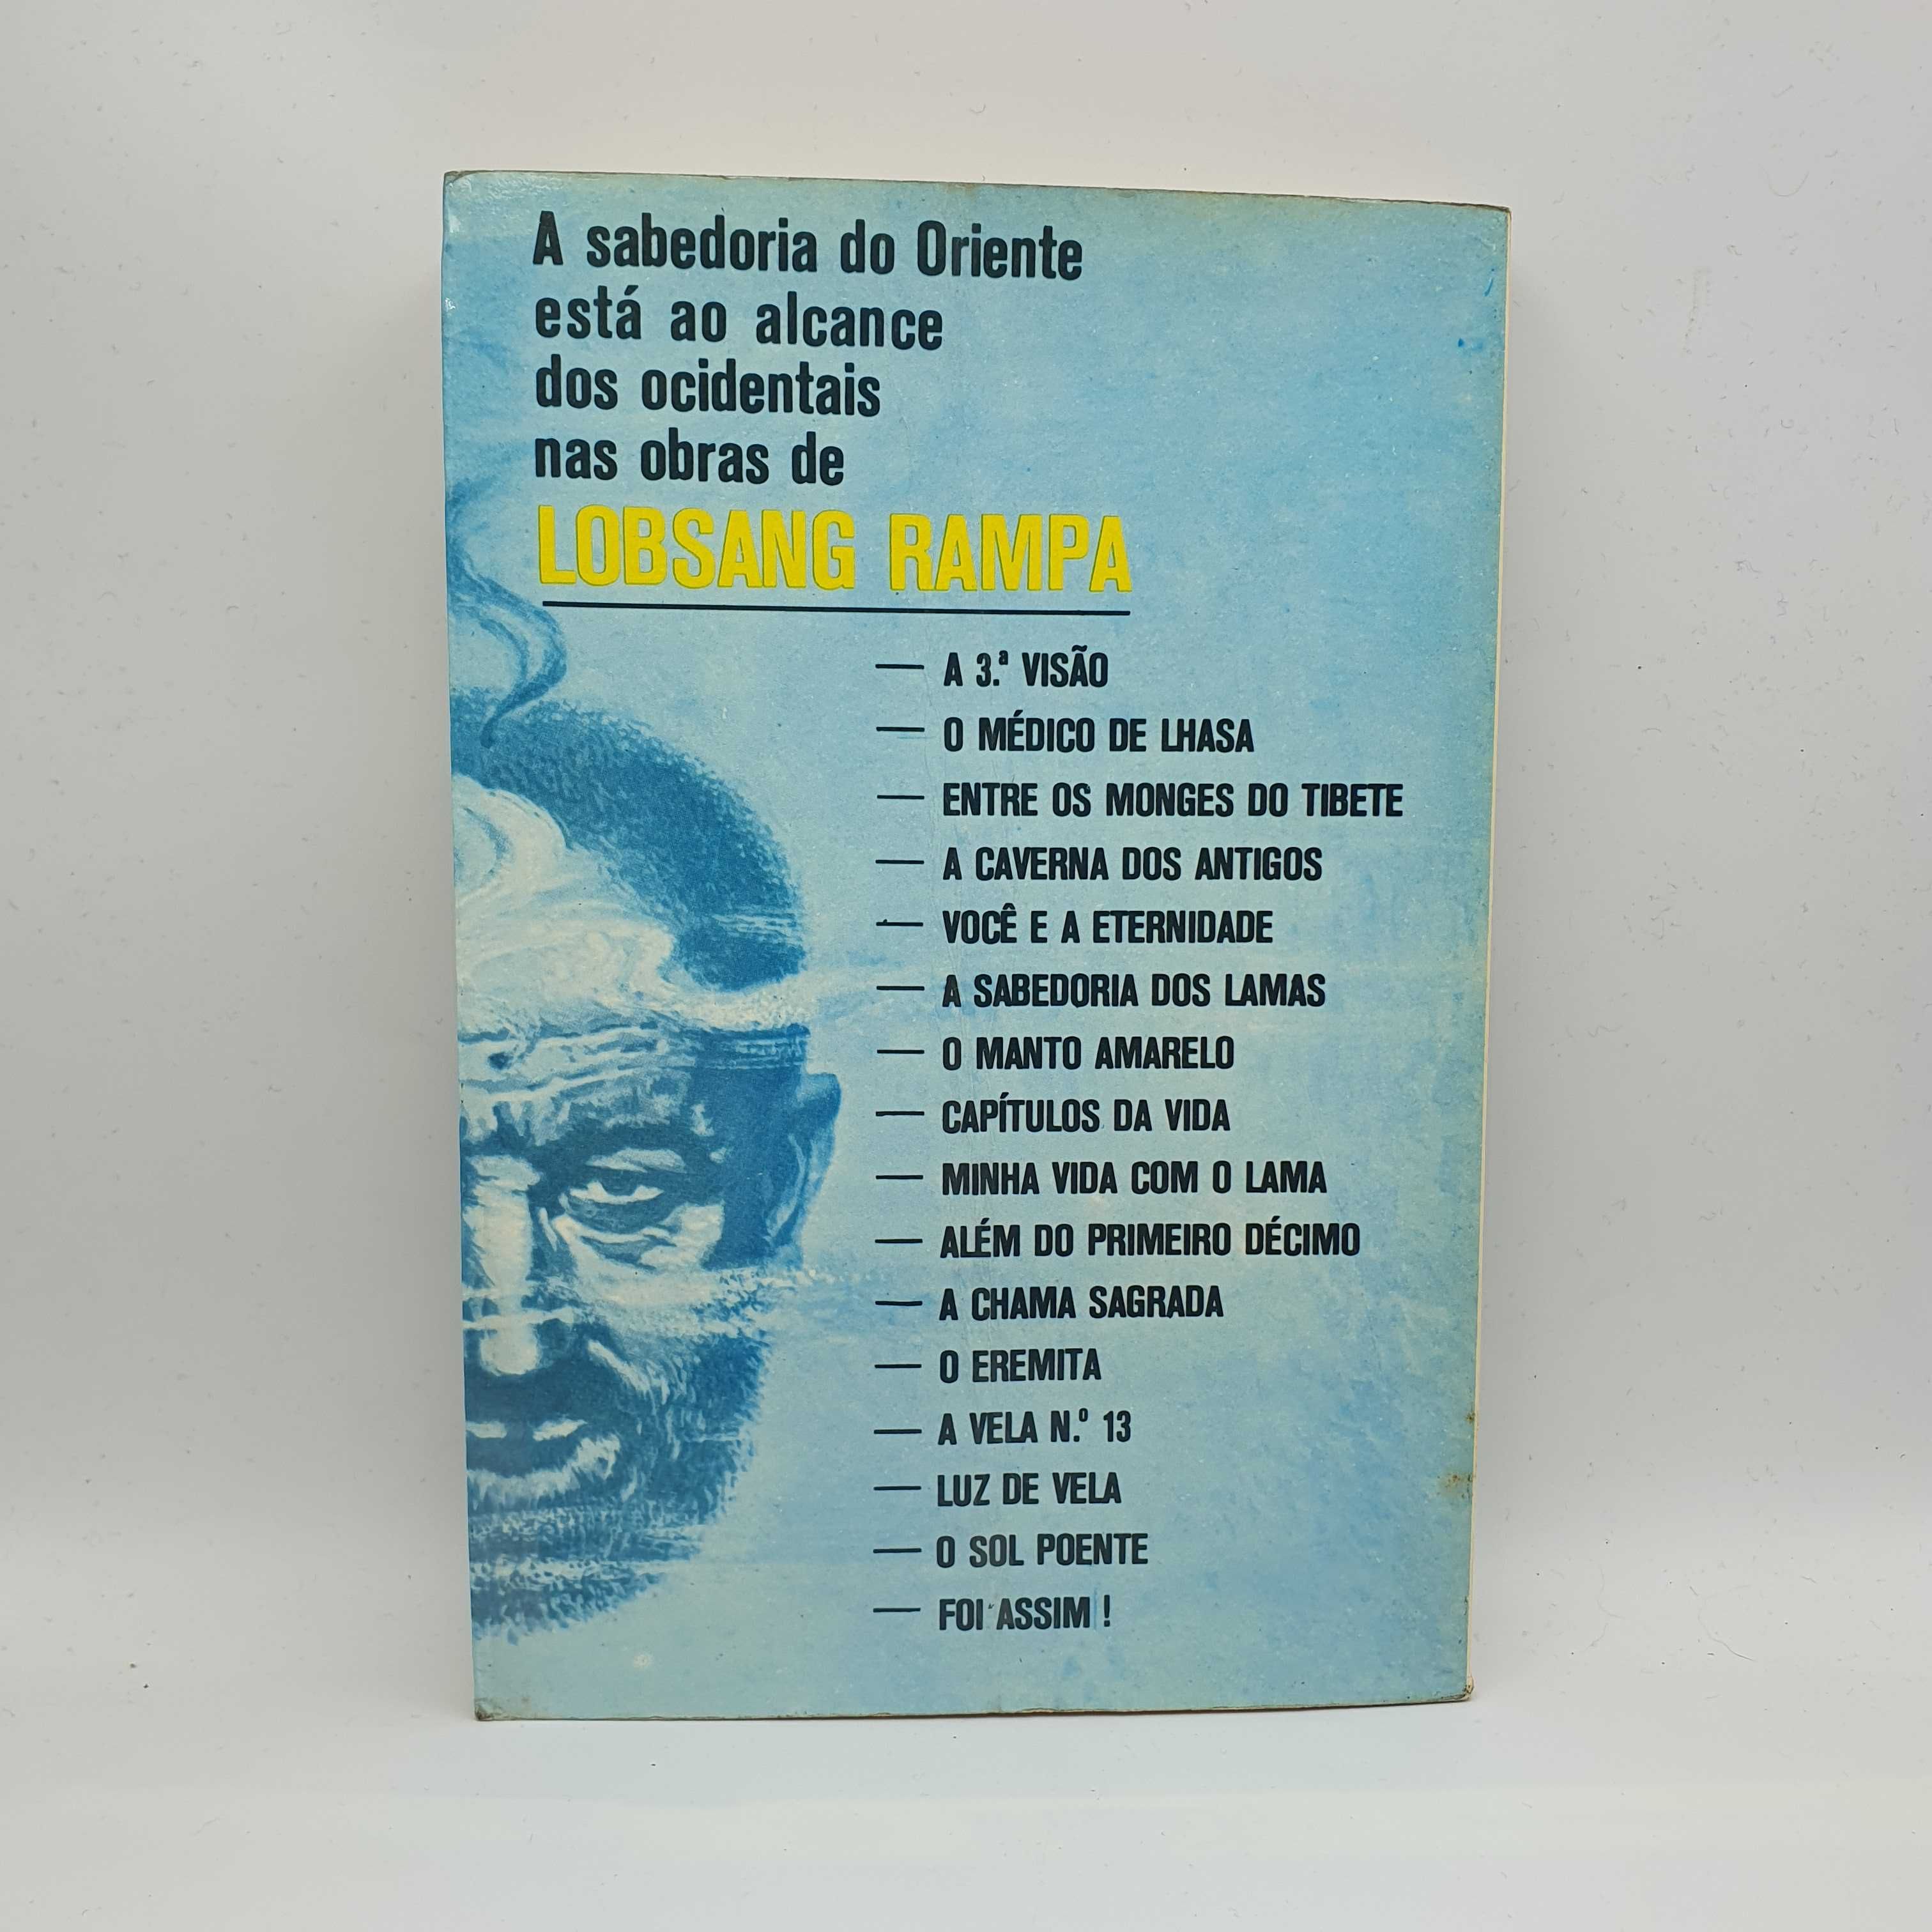 A sabedoria do Oriente
está ao alcance
dos ocidentais
nas obras de
LOBSANG RAMPA
— A 3.ª VISÃO
— O MÉDICO DE LHASA
— ENTRE OS MONGES DO TIBETE
— A CAVERNA DOS ANTIGOS
— VOCÊ E A ETERNIDADE
— A SABEDORIA DOS LAMAS
— O MANTO AMARELO
— CAPÍTULOS DA VIDA
— MINHA VIDA COM O LAMA
— ALÉM DO PRIMEIRO DÉCIMO
— A CHAMA SAGRADA
— O EREMITA
— A VELA N.º 13
— LUZ DE VELA
— O SOL POENTE
— FOI ASSIM !